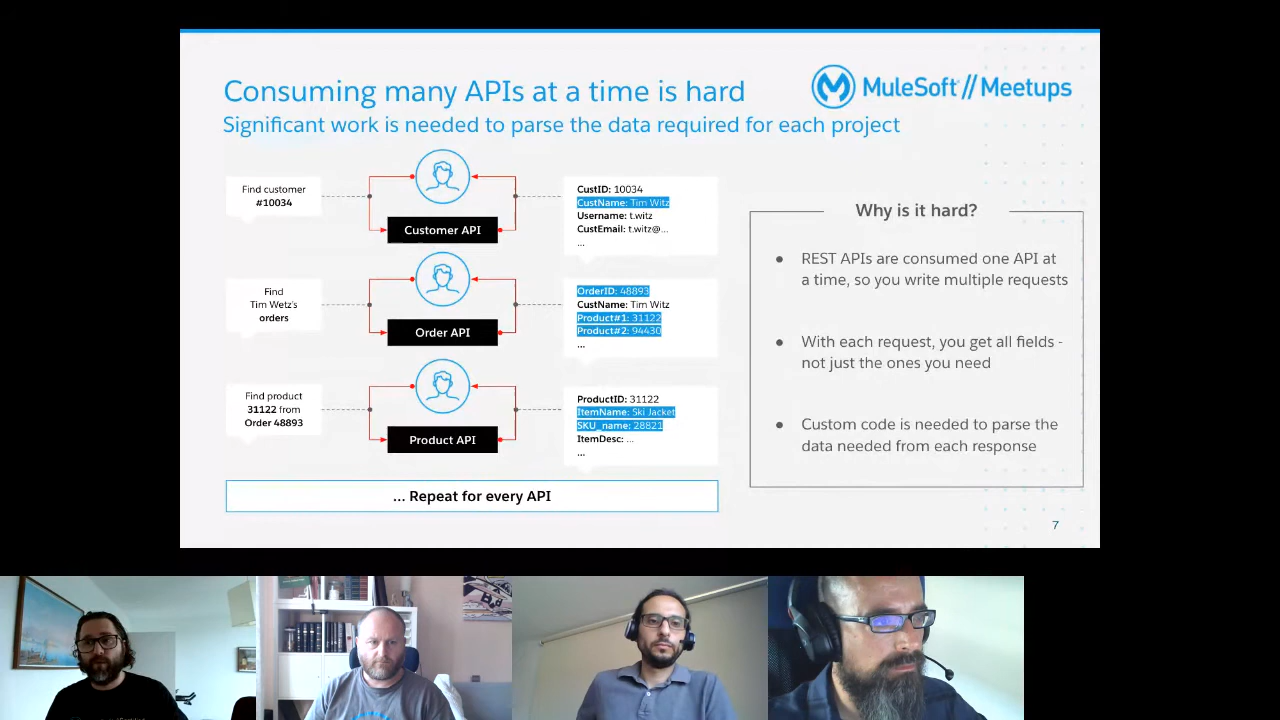 Consuming many APIs at a time is hard
MuleSoft // Meetups
Significant work is needed to parse the data required for each project
Find customer
#10034
Customer API
CustID: 10034
CustName: Tim Witz
Username: t.witz
CustEmail: t.witz@...
...
Find
Tim Wetz's
orders
Order API
OrderID: 48893
CustName: Tim Witz
Product#1: 31122
Product#2: 94430
...
Find product
31122 from
Order 48893
Product API
ProductID: 31122
ItemName: Ski Jacket
SKU_name: 28821
ItemDesc: ...
...
... Repeat for every API
Why is it hard?
● REST APIs are consumed one API at
a time, so you write multiple requests
● With each request, you get all fields -
not just the ones you need
● Custom code is needed to parse the
data needed from each response
7